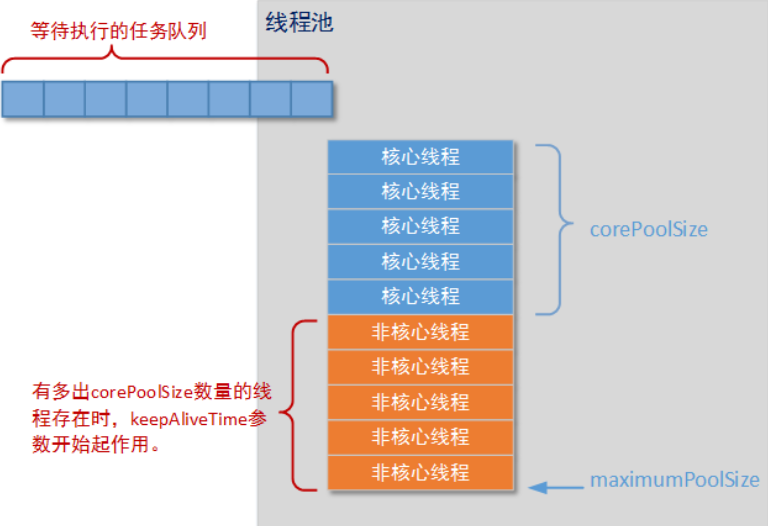 等待执行的任务队列
线程池
核心线程
核心线程
核心线程
核心线程
核心线程
corePoolSize
非核心线程
非核心线程
非核心线程
非核心线程
非核心线程
有多出corePoolSize数量的线
程存在时，keepAliveTime参
数开始起作用。
maximumPoolSize